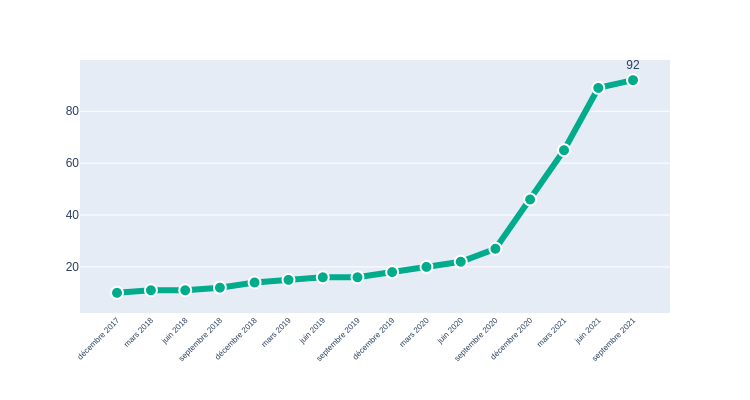 92
80
60
40
20
décembre 2017
mars 2018
juin 2018
septembre 2018
décembre 2018
mars 2019
juin 2019
septembre 2019
décembre 2019
mars 2020
juin 2020
septembre 2020
décembre 2020
mars 2021
juin 2021
septembre 2021